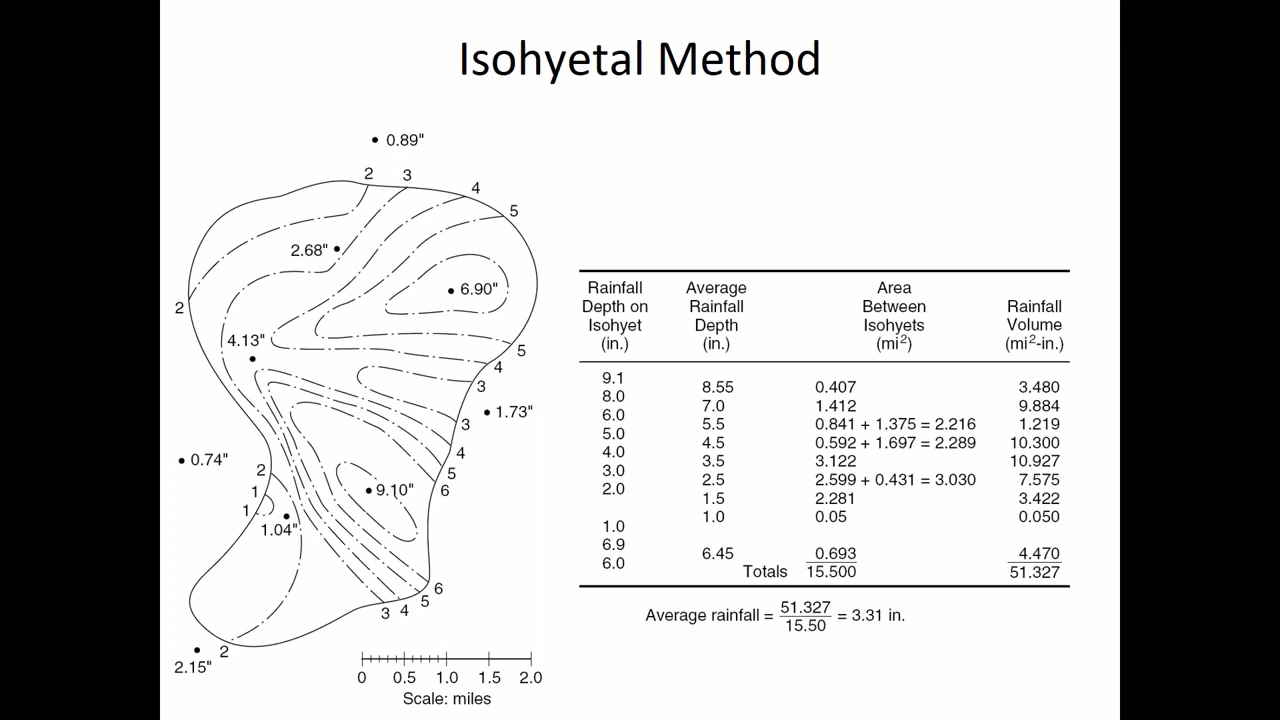 Isohyetal Method
0.89"
2 3 4 5
2.68"
6.90"
2
4.13"
5
4
3
1.73"
3
0.74"
4
2
5
9.10"
6
1
1
1.04"
6
5
3 4
2
2.15"
0 0.5 1.0 1.5 2.0
Scale: miles
Rainfall Depth on Isohyet (in.) Average Rainfall Depth (in.) Area Between Isohyets (mi2) Rainfall Volume (mi2-in.)
9.1
8.55 0.407 3.480
8.0
7.0 1.412 9.884
6.0
5.5 0.841 + 1.375 = 2.216 1.219
5.0
4.5 0.592 + 1.697 = 2.289 10.300
4.0
3.5 3.122 10.927
3.0
2.5 2.599 + 0.431 = 3.030 7.575
2.0
1.5 2.281 3.422
1.0 0.05 0.050
1.0
6.9
6.45 0.693 4.470
6.0
Totals 15.500 51.327
Average rainfall = 51.327 / 15.50 = 3.31 in.